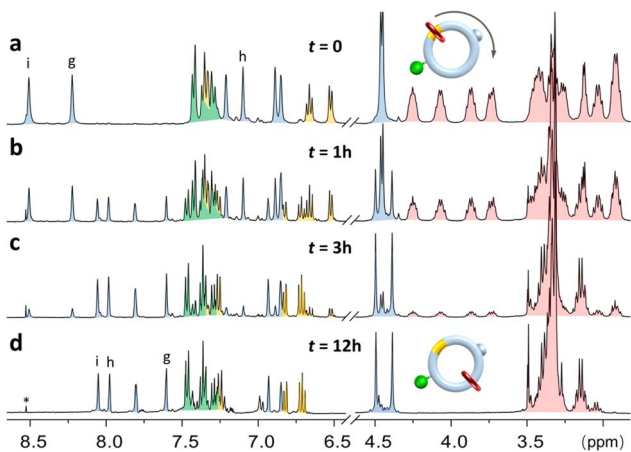 a
i
g
h
t = 0
b
t = 1h
c
t = 3h
d
i
h
g
t = 12h
*
8.5 8.0 7.5 7.0 6.5 4.5 4.0 3.5 (ppm)